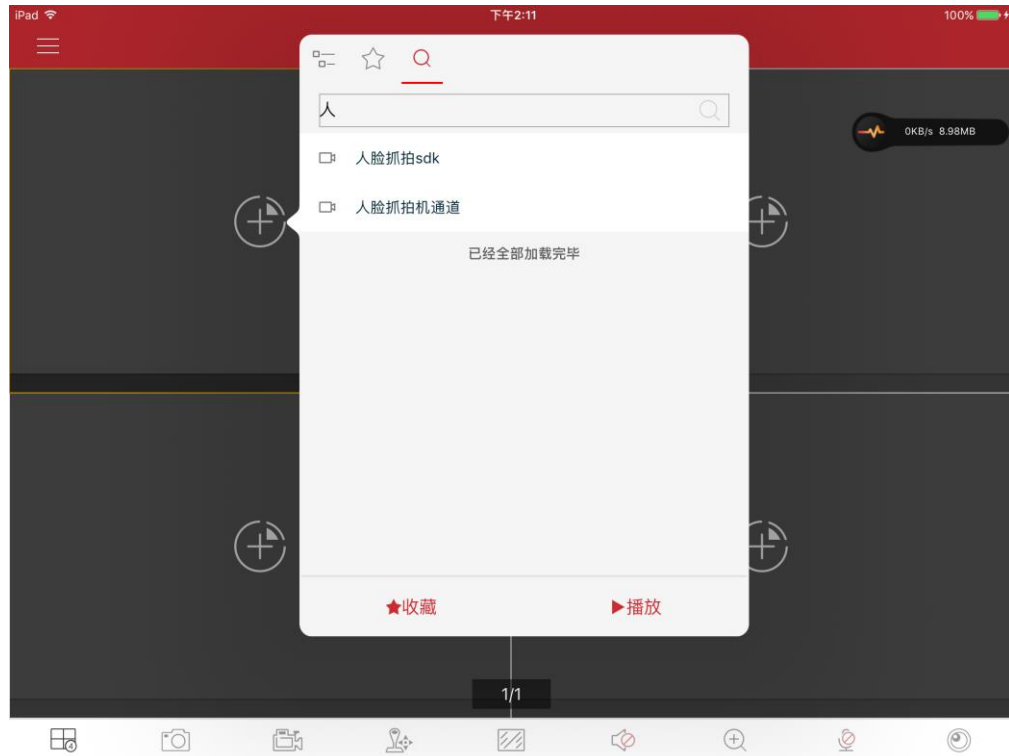 iPad 下午2:11 100%
人
0KB/s 8.98MB
人脸抓拍sdk
人脸抓拍机通道
已经全部加载完毕
★收藏 ▶播放
1/1
4